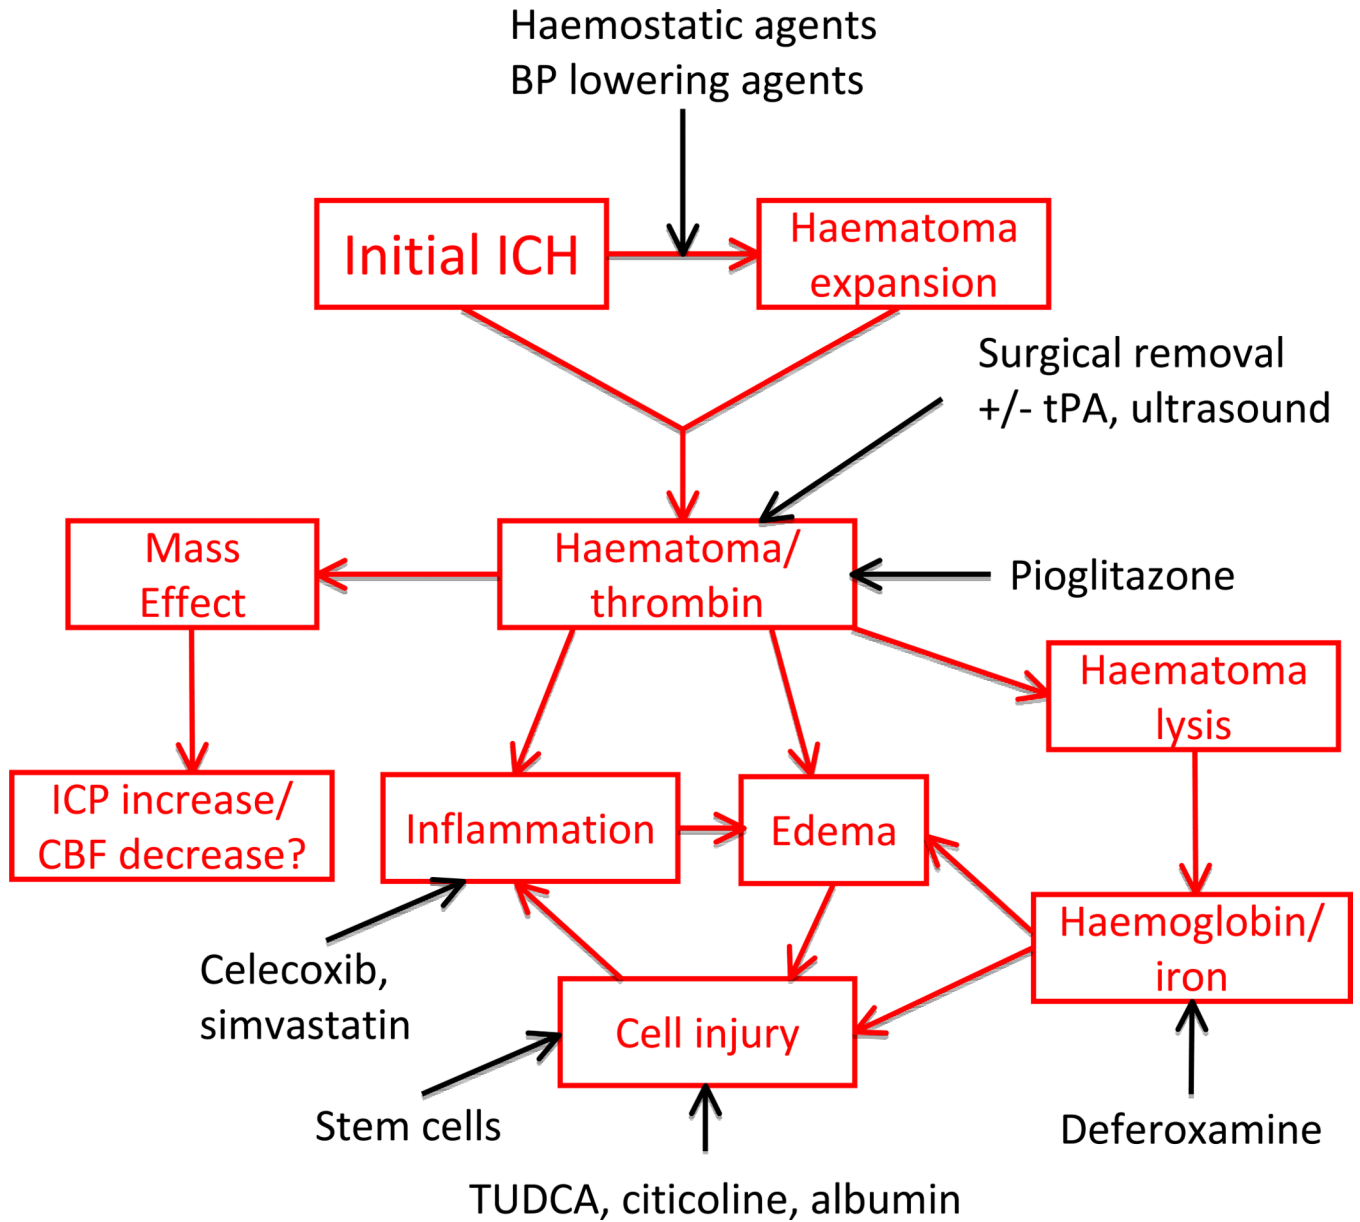 Haemostatic agents
BP lowering agents
Initial ICH
Haematoma
expansion
Surgical removal
+/- tPA, ultrasound
Mass
Effect
Haematoma/
thrombin
Pioglitazone
Haematoma
lysis
ICP increase/
CBF decrease?
Inflammation
Edema
Haemoglobin/
iron
Celecoxib,
simvastatin
Cell injury
Stem cells
Deferoxamine
TUDCA, citicoline, albumin